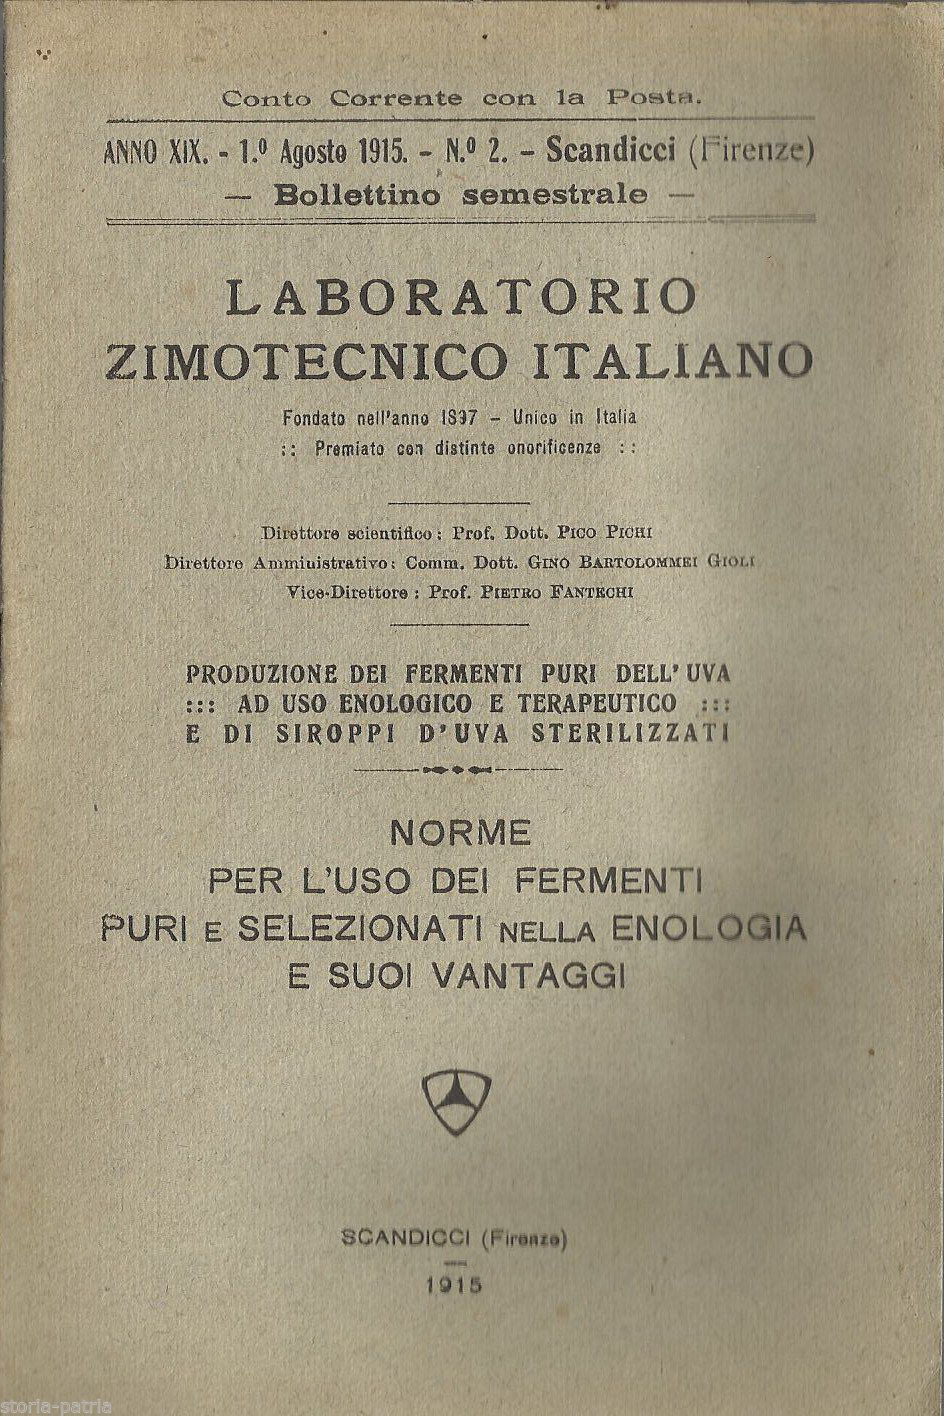 Conto Corrente con la Posta.
ANNO XIX. - 1.º Agosto 1915. - N.º 2. - Scandicci (Firenze)
— Bollettino semestrale —
LABORATORIO
ZIMOTECNICO ITALIANO
Fondato nell'anno 1897 - Unico in Italia
:: Premiato con distinte onorificenze ::
Direttore scientifico: Prof. Dott. PICO PICHI
Direttore Amministrativo: Comm. Dott. GINO BARTOLOMMEI GIOLI
Vice-Direttore: Prof. PIETRO FANTECHI
PRODUZIONE DEI FERMENTI PURI DELL'UVA
::: AD USO ENOLOGICO E TERAPEUTICO :::
E DI SIROPPI D'UVA STERILIZZATI
NORME
PER L'USO DEI FERMENTI
PURI E SELEZIONATI NELLA ENOLOGIA
E SUOI VANTAGGI
SCANDICCI (Firenze)
1915
storia-patria